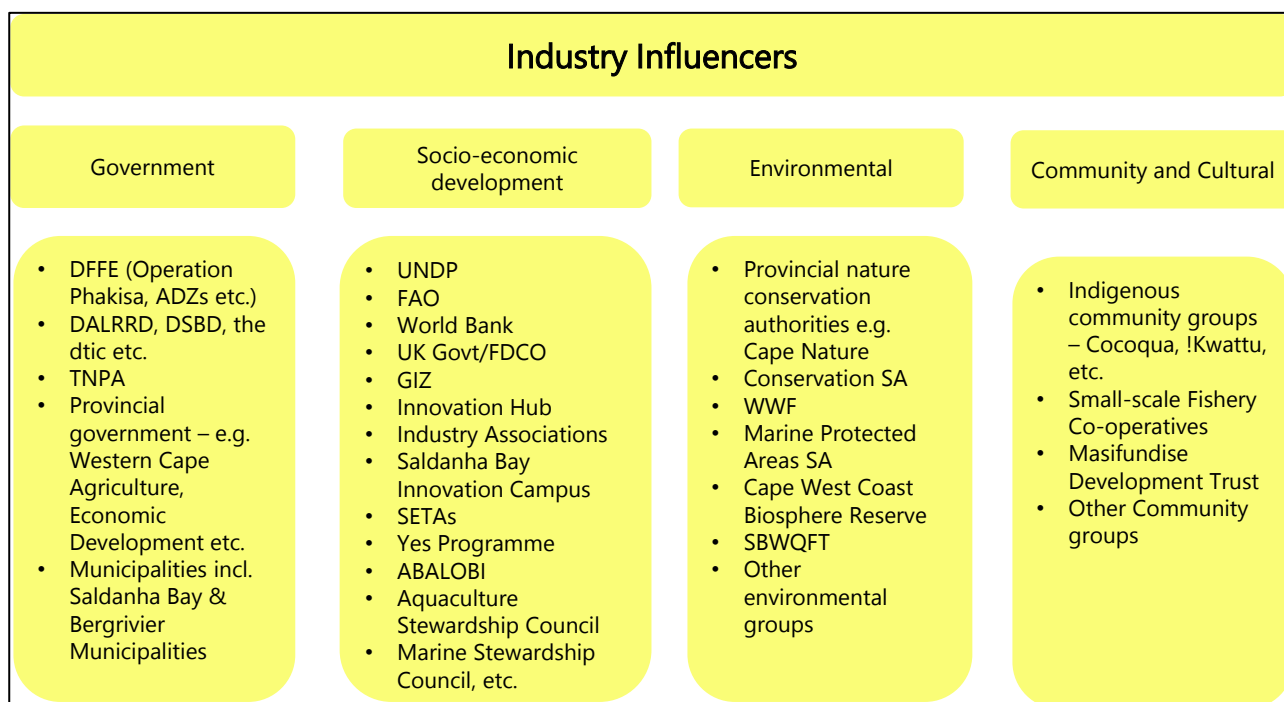 Industry Influencers
Government
• DFFE (Operation
Phakisa, ADZs etc.)
• DALRRD, DSBD, the
dtic etc.
• TNPA
• Provincial
government – e.g.
Western Cape
Agriculture,
Economic
Development etc.
• Municipalities incl.
Saldanha Bay &
Bergrivier
Municipalities
Socio-economic
development
• UNDP
• FAO
• World Bank
• UK Govt/FDCO
• GIZ
• Innovation Hub
• Industry Associations
• Saldanha Bay
Innovation Campus
• SETAs
• Yes Programme
• ABALOBI
• Aquaculture
Stewardship Council
• Marine Stewardship
Council, etc.
Environmental
• Provincial nature
conservation
authorities e.g.
Cape Nature
• Conservation SA
• WWF
• Marine Protected
Areas SA
• Cape West Coast
Biosphere Reserve
• SBWQFT
• Other
environmental
groups
Community and Cultural
• Indigenous
community groups
– Cocoqua, !Kwattu,
etc.
• Small-scale Fishery
Co-operatives
• Masifundise
Development Trust
• Other Community
groups